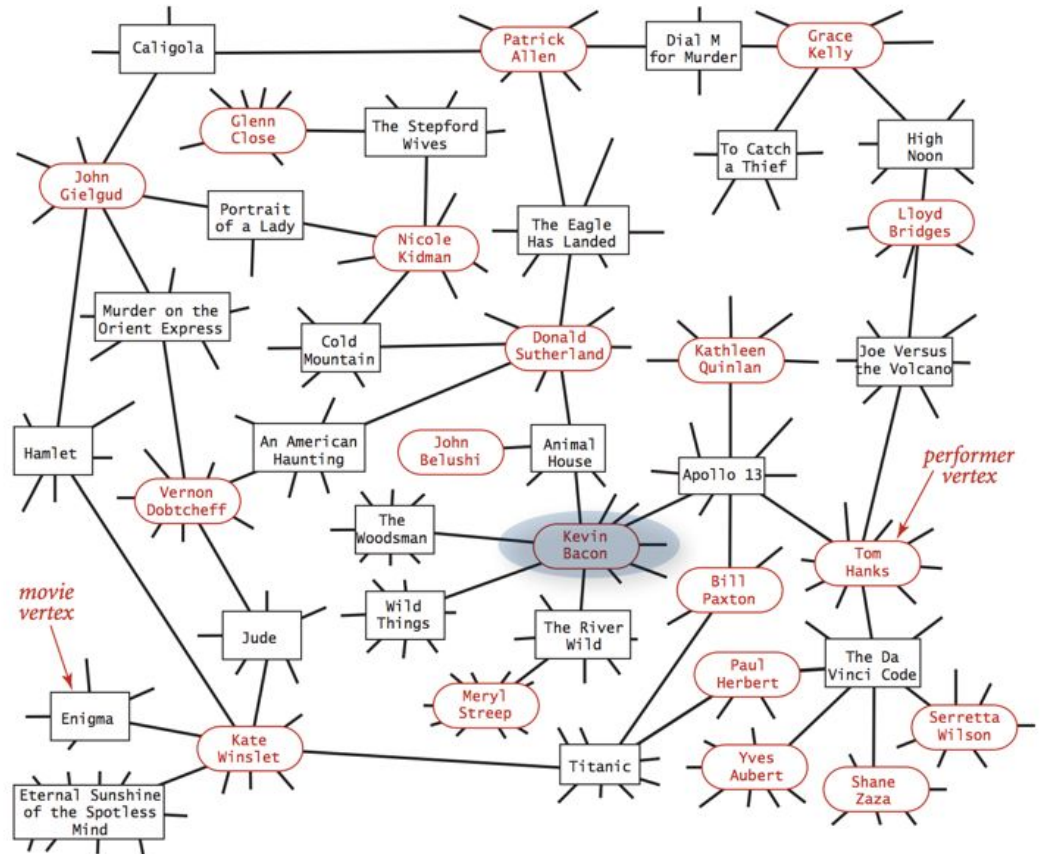 Caligola
Patrick
Allen
Dial M
for Murder
Grace
Kelly
Glenn
Close
The Stepford
Wives
To Catch
a Thief
High
Noon
John
Gielgud
Portrait
of a Lady
Nicole
Kidman
The Eagle
Has Landed
Lloyd
Bridges
Murder on the
Orient Express
Cold
Mountain
Donald
Sutherland
Kathleen
Quinlan
Joe Versus
the Volcano
Hamlet
An American
Haunting
John
Belushi
Animal
House
Apollo 13
performer
vertex
Vernon
Dobtcheff
The
Woodsman
Kevin
Bacon
Tom
Hanks
movie
vertex
Jude
Wild
Things
The River
Wild
Bill
Paxton
Enigma
Kate
Winslet
Meryl
Streep
Paul
Herbert
The Da
Vinci Code
Serretta
Wilson
Titanic
Yves
Aubert
Shane
Zaza
Eternal Sunshine
of the Spotless
Mind